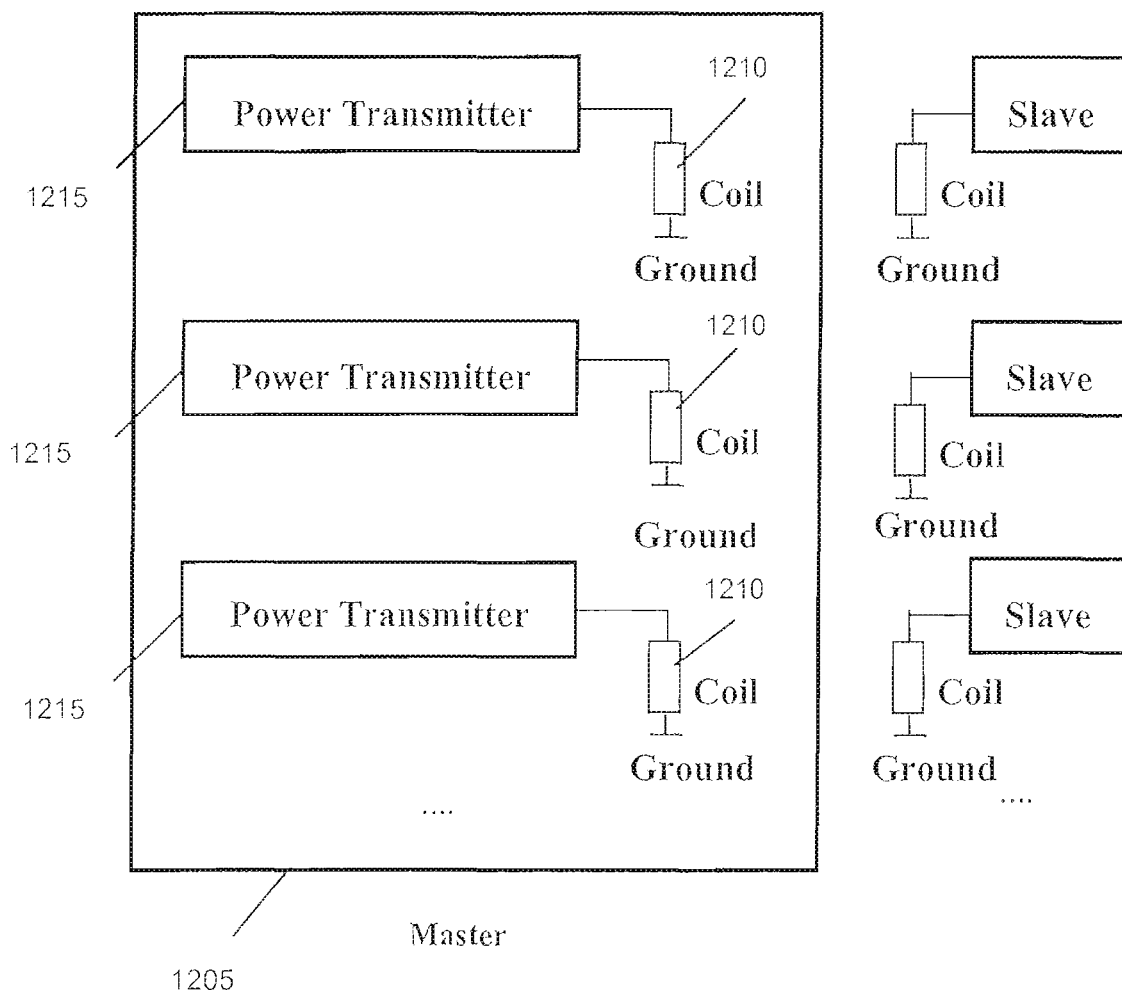 1210
Power Transmitter
Slave
1215
Coil
Coil
Ground
Ground
1210
Power Transmitter
Slave
1215
Coil
Coil
Ground
Ground
1210
Power Transmitter
Slave
1215
Coil
Coil
Ground
Ground
....
....
Master
1205